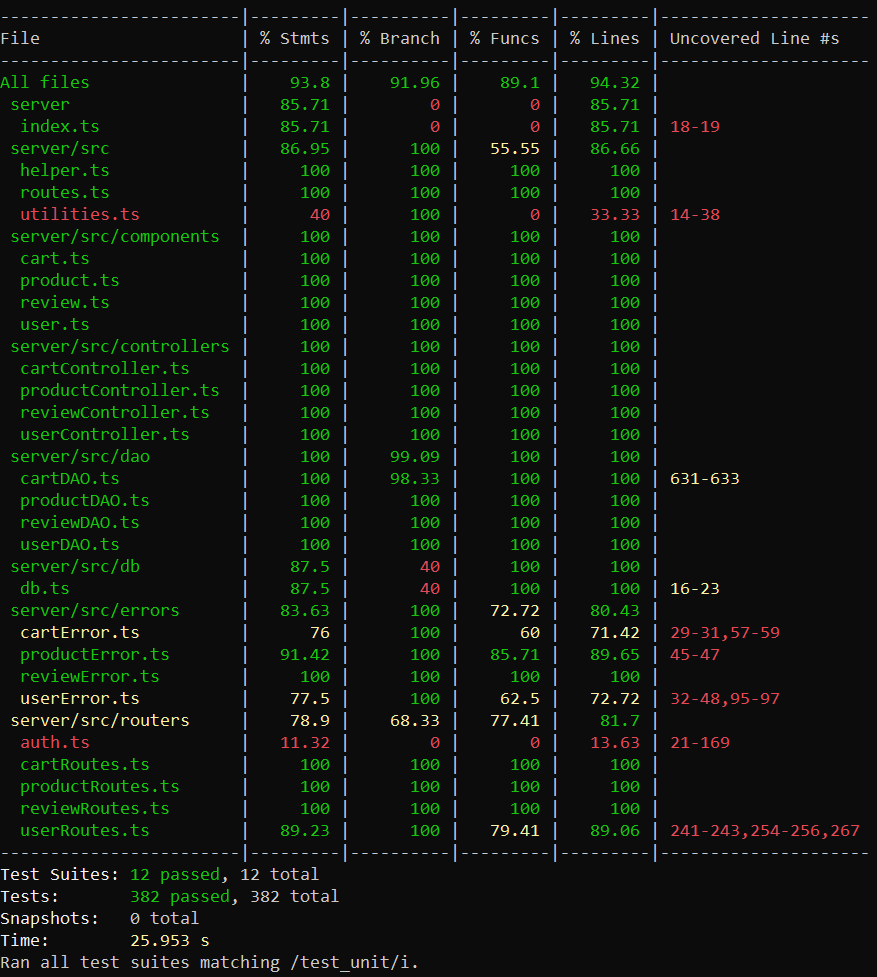 -------------------------|---------|----------|---------|---------|---------------------
File                     | % Stmts | % Branch | % Funcs | % Lines | Uncovered Line #s
-------------------------|---------|----------|---------|---------|---------------------
All files                |    93.8 |    91.96 |    89.1 |   94.32 |
 server                  |   85.71 |        0 |       0 |   85.71 |
  index.ts               |   85.71 |        0 |       0 |   85.71 | 18-19
 server/src              |   86.95 |      100 |   55.55 |   86.66 |
  helper.ts              |     100 |      100 |     100 |     100 |
  routes.ts              |     100 |      100 |     100 |     100 |
  utilities.ts           |      40 |      100 |       0 |   33.33 | 14-38
 server/src/components   |     100 |      100 |     100 |     100 |
  cart.ts                |     100 |      100 |     100 |     100 |
  product.ts             |     100 |      100 |     100 |     100 |
  review.ts              |     100 |      100 |     100 |     100 |
  user.ts                |     100 |      100 |     100 |     100 |
 server/src/controllers  |     100 |      100 |     100 |     100 |
  cartController.ts      |     100 |      100 |     100 |     100 |
  productController.ts   |     100 |      100 |     100 |     100 |
  reviewController.ts    |     100 |      100 |     100 |     100 |
  userController.ts      |     100 |      100 |     100 |     100 |
 server/src/dao          |     100 |    99.09 |     100 |     100 |
  cartDAO.ts             |     100 |    98.33 |     100 |     100 | 631-633
  productDAO.ts          |     100 |      100 |     100 |     100 |
  reviewDAO.ts           |     100 |      100 |     100 |     100 |
  userDAO.ts             |     100 |      100 |     100 |     100 |
 server/src/db           |    87.5 |       40 |     100 |     100 |
  db.ts                  |    87.5 |       40 |     100 |     100 | 16-23
 server/src/errors       |   83.63 |      100 |   72.72 |   80.43 |
  cartError.ts           |      76 |      100 |      60 |   71.42 | 29-31,57-59
  productError.ts        |   91.42 |      100 |   85.71 |   89.65 | 45-47
  reviewError.ts         |     100 |      100 |     100 |     100 |
  userError.ts           |    77.5 |      100 |    62.5 |   72.72 | 32-48,95-97
 server/src/routers      |    78.9 |    68.33 |   77.41 |    81.7 |
  auth.ts                |   11.32 |        0 |       0 |   13.63 | 21-169
  cartRoutes.ts          |     100 |      100 |     100 |     100 |
  productRoutes.ts       |     100 |      100 |     100 |     100 |
  reviewRoutes.ts        |     100 |      100 |     100 |     100 |
  userRoutes.ts          |   89.23 |      100 |   79.41 |   89.06 | 241-243,254-256,267
-------------------------|---------|----------|---------|---------|---------------------
Test Suites: 12 passed, 12 total
Tests:       382 passed, 382 total
Snapshots:   0 total
Time:        25.953 s
Ran all test suites matching /test_unit/i.